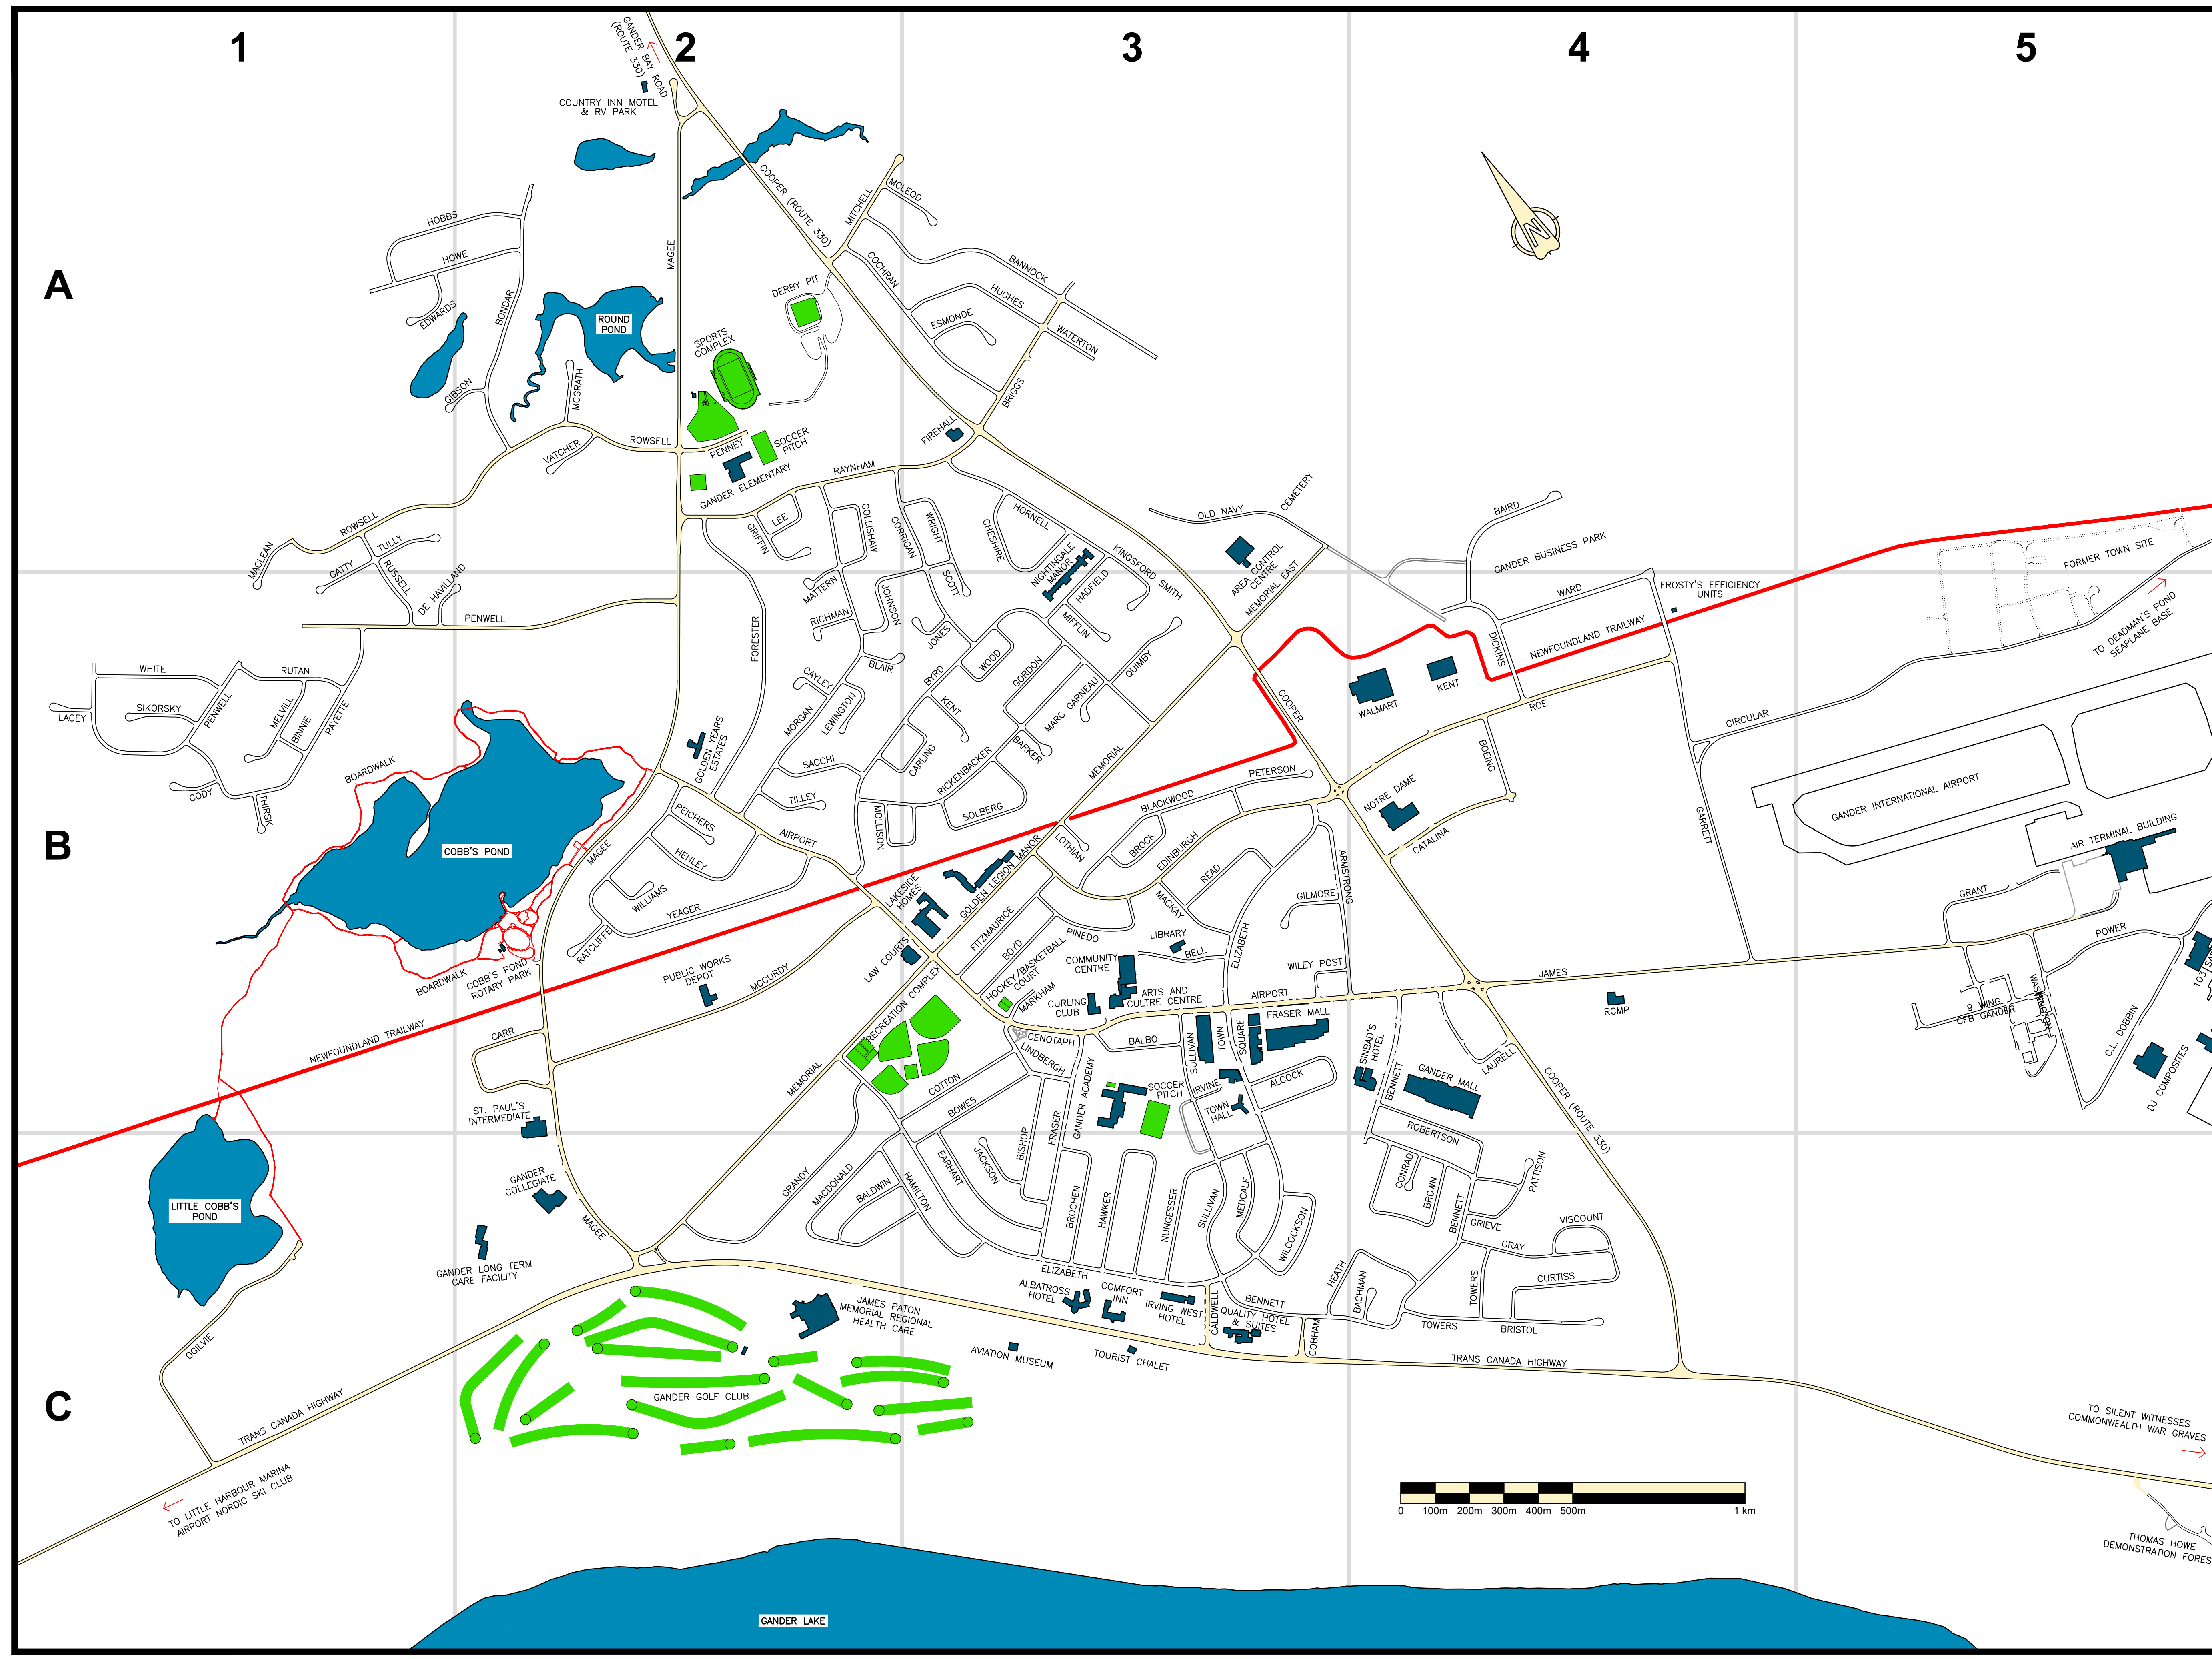 1
2
3
4
5
A
B
C
GANDER BAY ROAD
(ROUTE 330)
COUNTRY INN MOTEL
& RV PARK
COOPER (ROUTE 330)
MITCHELL
MCLEOD
MAGEE
HOBBS
HOWE
EDWARDS
BONDAR
GIBSON
ROUND
POND
MCGRATH
VATCHER
ROWSELL
DERBY PIT
SPORTS
COMPLEX
PENNEY
SOCCER
PITCH
GANDER ELEMENTARY
COCHRAN
BANNOCK
HUGHES
ESMONDE
WATERTON
BRIGGS
FIREHALL
RAYNHAM
LEE
GRIFFIN
COLLISHAW
CORRIGAN
WRIGHT
CHESHIRE
HORNELL
NIGHTINGALE
MANOR
KINGSFORD SMITH
OLD NAVY
CEMETERY
AREA CONTROL
CENTRE
MEMORIAL EAST
BAIRD
GANDER BUSINESS PARK
FORMER TOWN SITE
TO DEADMAN'S POND
SEAPLANE BASE
ROWSELL
MACLEAN
TULLY
GATTY
RUSSELL
DE HAVILLAND
PENWELL
WHITE
RUTAN
LACEY
SIKORSKY
PENWELL
MELVILL
BINNIE
PAYETTE
CODY
THIRSK
BOARDWALK
COBB'S POND
BOARDWALK
COBB'S POND
ROTARY PARK
FORESTER
MATTERN
RICHMAN
JOHNSON
SCOTT
JONES
BLAIR
CAYLEY
MORGAN
LEWINGTON
BYRD
WOOD
KENT
GORDON
HADFIELD
MIFFLIN
QUIMBY
MARC GARNEAU
BARKER
CARLING
RICKENBACKER
SOLBERG
SACCHI
TILLEY
MOLLISON
GOLDEN YEARS
ESTATES
REICHERS
HENLEY
WILLIAMS
YEAGER
RATCLIFFE
MAGEE
AIRPORT
MEMORIAL
COOPER
WARD
FROSTY'S EFFICIENCY
UNITS
NEWFOUNDLAND TRAILWAY
DICKINS
WALMART
KENT
ROE
BOEING
CIRCULAR
GARRETT
GANDER INTERNATIONAL AIRPORT
AIR TERMINAL BUILDING
GRANT
POWER
PETERSON
BLACKWOOD
BROCK
LOTHIAN
EDINBURGH
NOTRE DAME
CATALINA
ARMSTRONG
READ
MACKAY
GILMORE
ELIZABETH
LAKESIDE
HOMES
GOLDEN LEGION MANOR
FITZMAURICE
BOYD
PINEDO
LIBRARY
BELL
COMMUNITY
CENTRE
WILEY POST
LAW COURTS
HOCKEY/BASKETBALL
COURT
MARKHAM
CURLING
CLUB
ARTS AND
CULTRE CENTRE
AIRPORT
JAMES
RCMP
9 WING
CFB GANDER
WASHINGTON
C.L. DOBBIN
DJ COMPOSITES
PUBLIC WORKS
DEPOT
MCCURDY
RECREATION COMPLEX
CENOTAPH
LINDBERGH
BALBO
SULLIVAN
TOWN
SQUARE
FRASER MALL
SINBAD'S
HOTEL
BENNETT
GANDER MALL
LAURELL
COOPER (ROUTE 330)
NEWFOUNDLAND TRAILWAY
CARR
ST. PAUL'S
INTERMEDIATE
MEMORIAL
COTTON
BOWES
BISHOP
FRASER
GANDER ACADEMY
SOCCER
PITCH
IRVINE
TOWN
HALL
ALCOCK
ROBERTSON
CONRAD
BROWN
BENNETT
PATTISON
GRIEVE
VISCOUNT
GRAY
CURTISS
TOWERS
LITTLE COBB'S
POND
GANDER
COLLEGIATE
MAGEE
GANDER LONG TERM
CARE FACILITY
GRANDY
MACDONALD
BALDWIN
HAMILTON
EARHART
JACKSON
BROCHEN
HAWKER
NUNGESSER
SULLIVAN
MEDCALF
WILCOCKSON
ELIZABETH
ALBATROSS
HOTEL
COMFORT
INN
IRVING WEST
HOTEL
CALDWELL
QUALITY HOTEL
& SUITES
BENNETT
HEATH
BACHMAN
COBHAM
TOWERS
BRISTOL
TRANS CANADA HIGHWAY
JAMES PATON
MEMORIAL REGIONAL
HEALTH CARE
AVIATION MUSEUM
TOURIST CHALET
GANDER GOLF CLUB
OGILVIE
TRANS CANADA HIGHWAY
TO LITTLE HARBOUR MARINA
AIRPORT NORDIC SKI CLUB
TO SILENT WITNESSES
COMMONWEALTH WAR GRAVES
THOMAS HOWE
DEMONSTRATION FORES
0 100m 200m 300m 400m 500m 1 km
GANDER LAKE
N